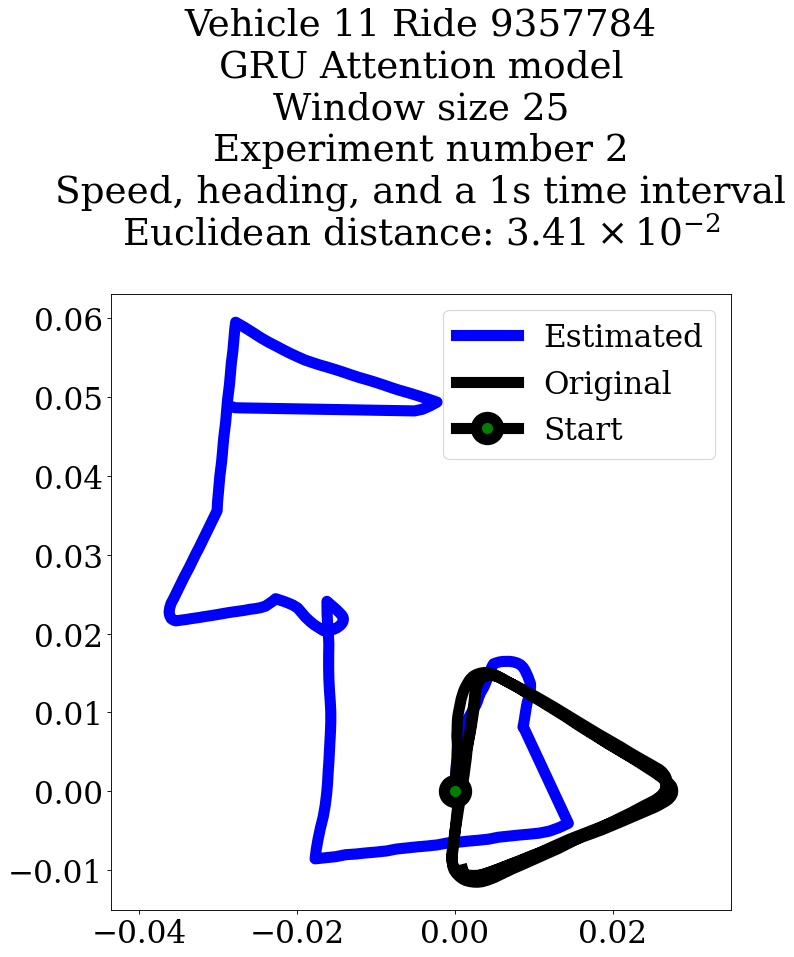 Vehicle 11 Ride 9357784
GRU Attention model
Window size 25
Experiment number 2
Speed, heading, and a 1s time interval
Euclidean distance: 3.41 × 10⁻²
Estimated
Original
Start
0.06
0.05
0.04
0.03
0.02
0.01
0.00
−0.01
−0.04
−0.02
0.00
0.02